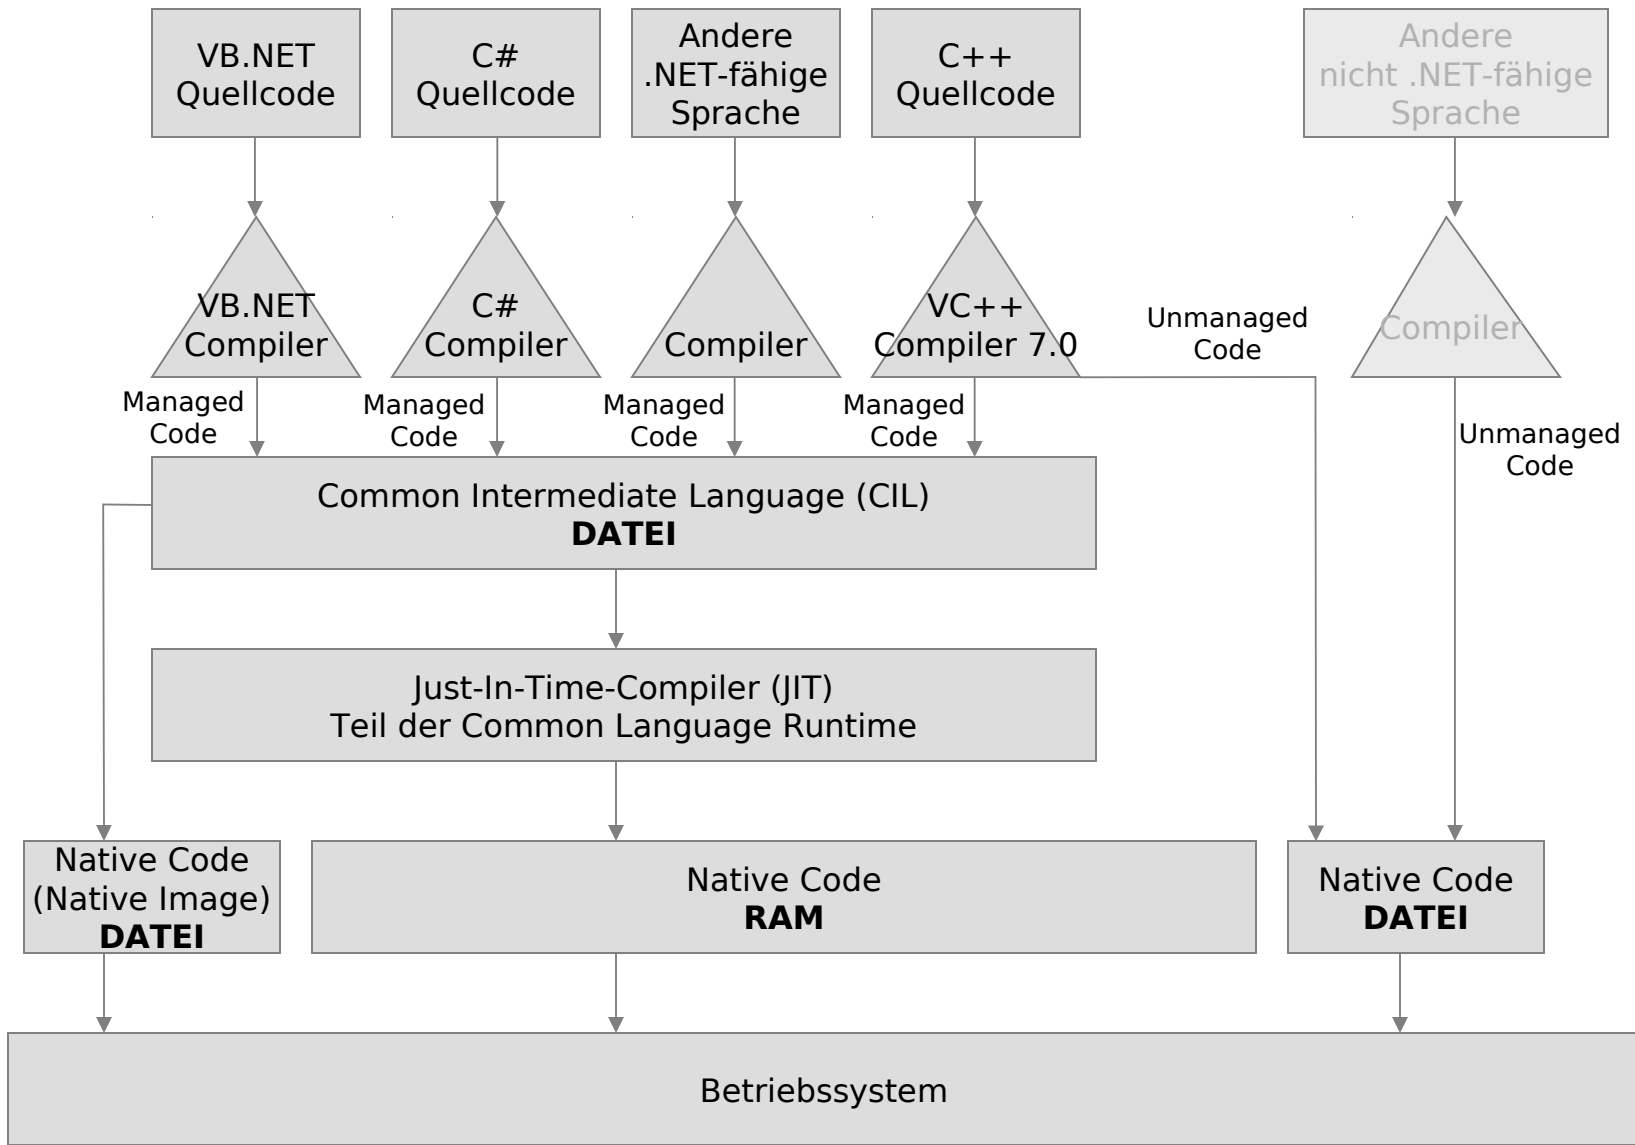 VB.NET
Quellcode
C#
Quellcode
Andere
.NET-fähige
Sprache
C++
Quellcode
Andere
nicht .NET-fähige
Sprache
VB.NET
Compiler
C#
Compiler
Compiler
VC++
Compiler 7.0
Unmanaged
Code
Compiler
Managed
Code
Managed
Code
Managed
Code
Managed
Code
Unmanaged
Code
Common Intermediate Language (CIL)
DATEI
Just-In-Time-Compiler (JIT)
Teil der Common Language Runtime
Native Code
(Native Image)
DATEI
Native Code
RAM
Native Code
DATEI
Betriebssystem